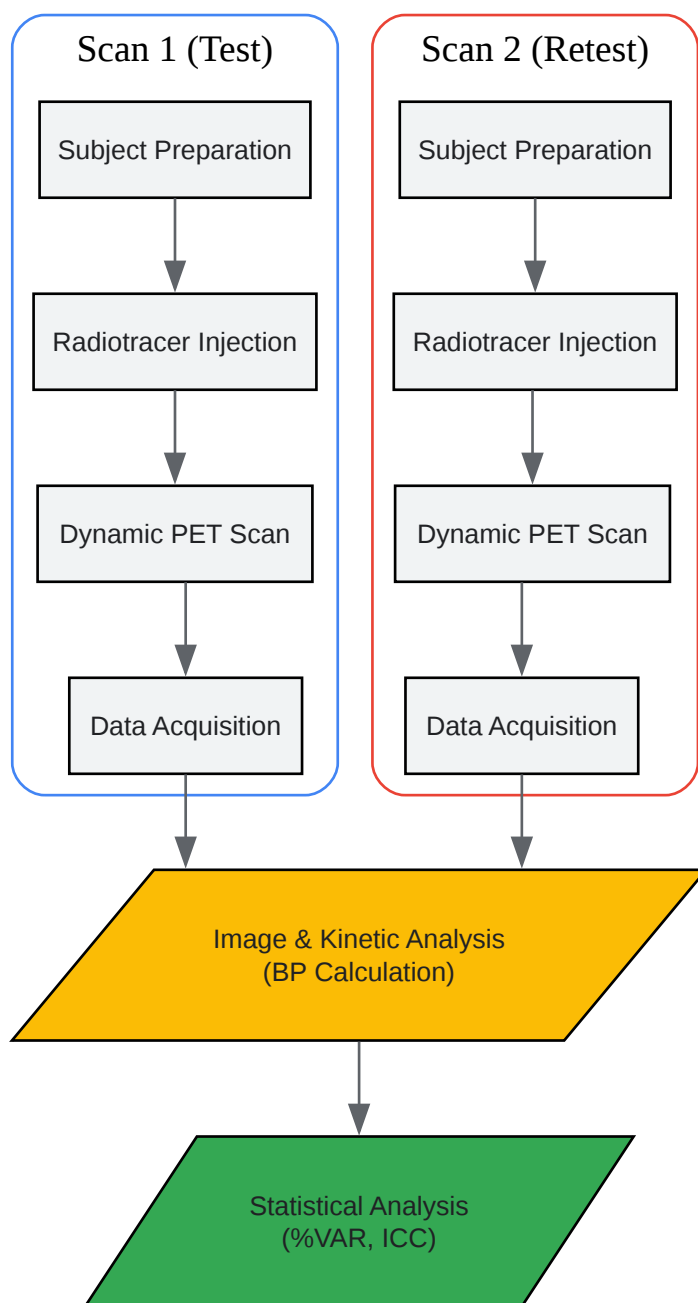 Scan 1 (Test)
Subject Preparation
Radiotracer Injection
Dynamic PET Scan
Data Acquisition
Scan 2 (Retest)
Subject Preparation
Radiotracer Injection
Dynamic PET Scan
Data Acquisition
Image & Kinetic Analysis
(BP Calculation)
Statistical Analysis
(%VAR, ICC)